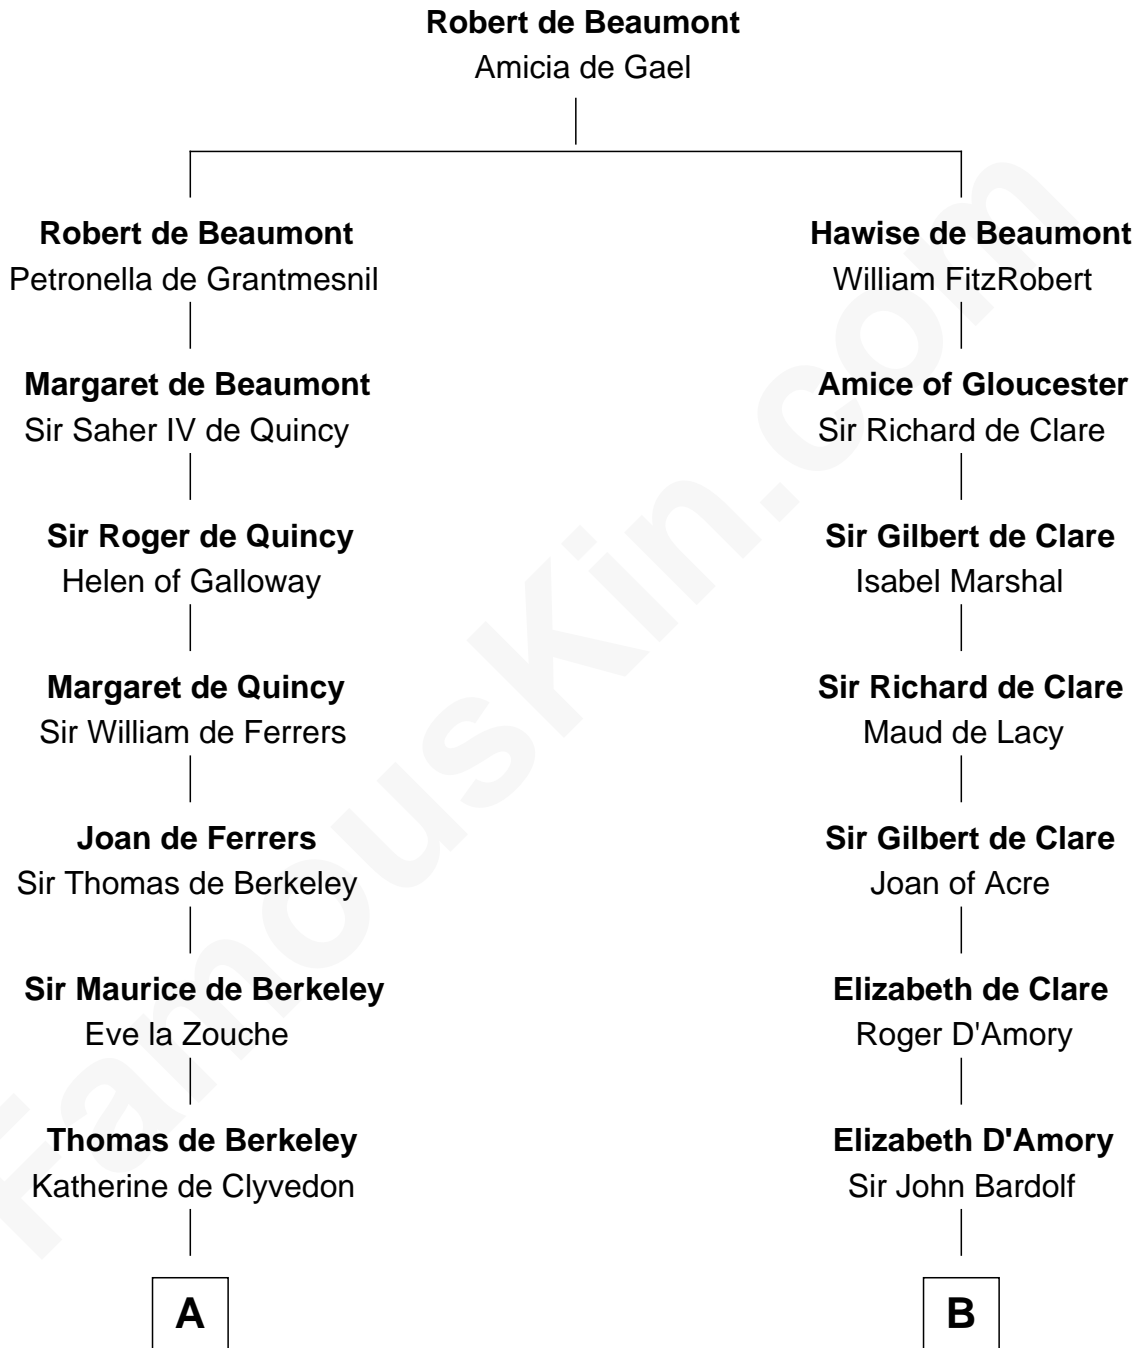 Robert de Beaumont
Amicia de Gael
Robert de Beaumont
Petronella de Grantmesnil
Hawise de Beaumont
William FitzRobert
Margaret de Beaumont
Sir Saher IV de Quincy
Amice of Gloucester
Sir Richard de Clare
Sir Roger de Quincy
Helen of Galloway
Sir Gilbert de Clare
Isabel Marshal
Margaret de Quincy
Sir William de Ferrers
Sir Richard de Clare
Maud de Lacy
Joan de Ferrers
Sir Thomas de Berkeley
Sir Gilbert de Clare
Joan of Acre
Sir Maurice de Berkeley
Eve la Zouche
Elizabeth de Clare
Roger D'Amory
Thomas de Berkeley
Katherine de Clyvedon
Elizabeth D'Amory
Sir John Bardolf
A
B
FamousKin.com